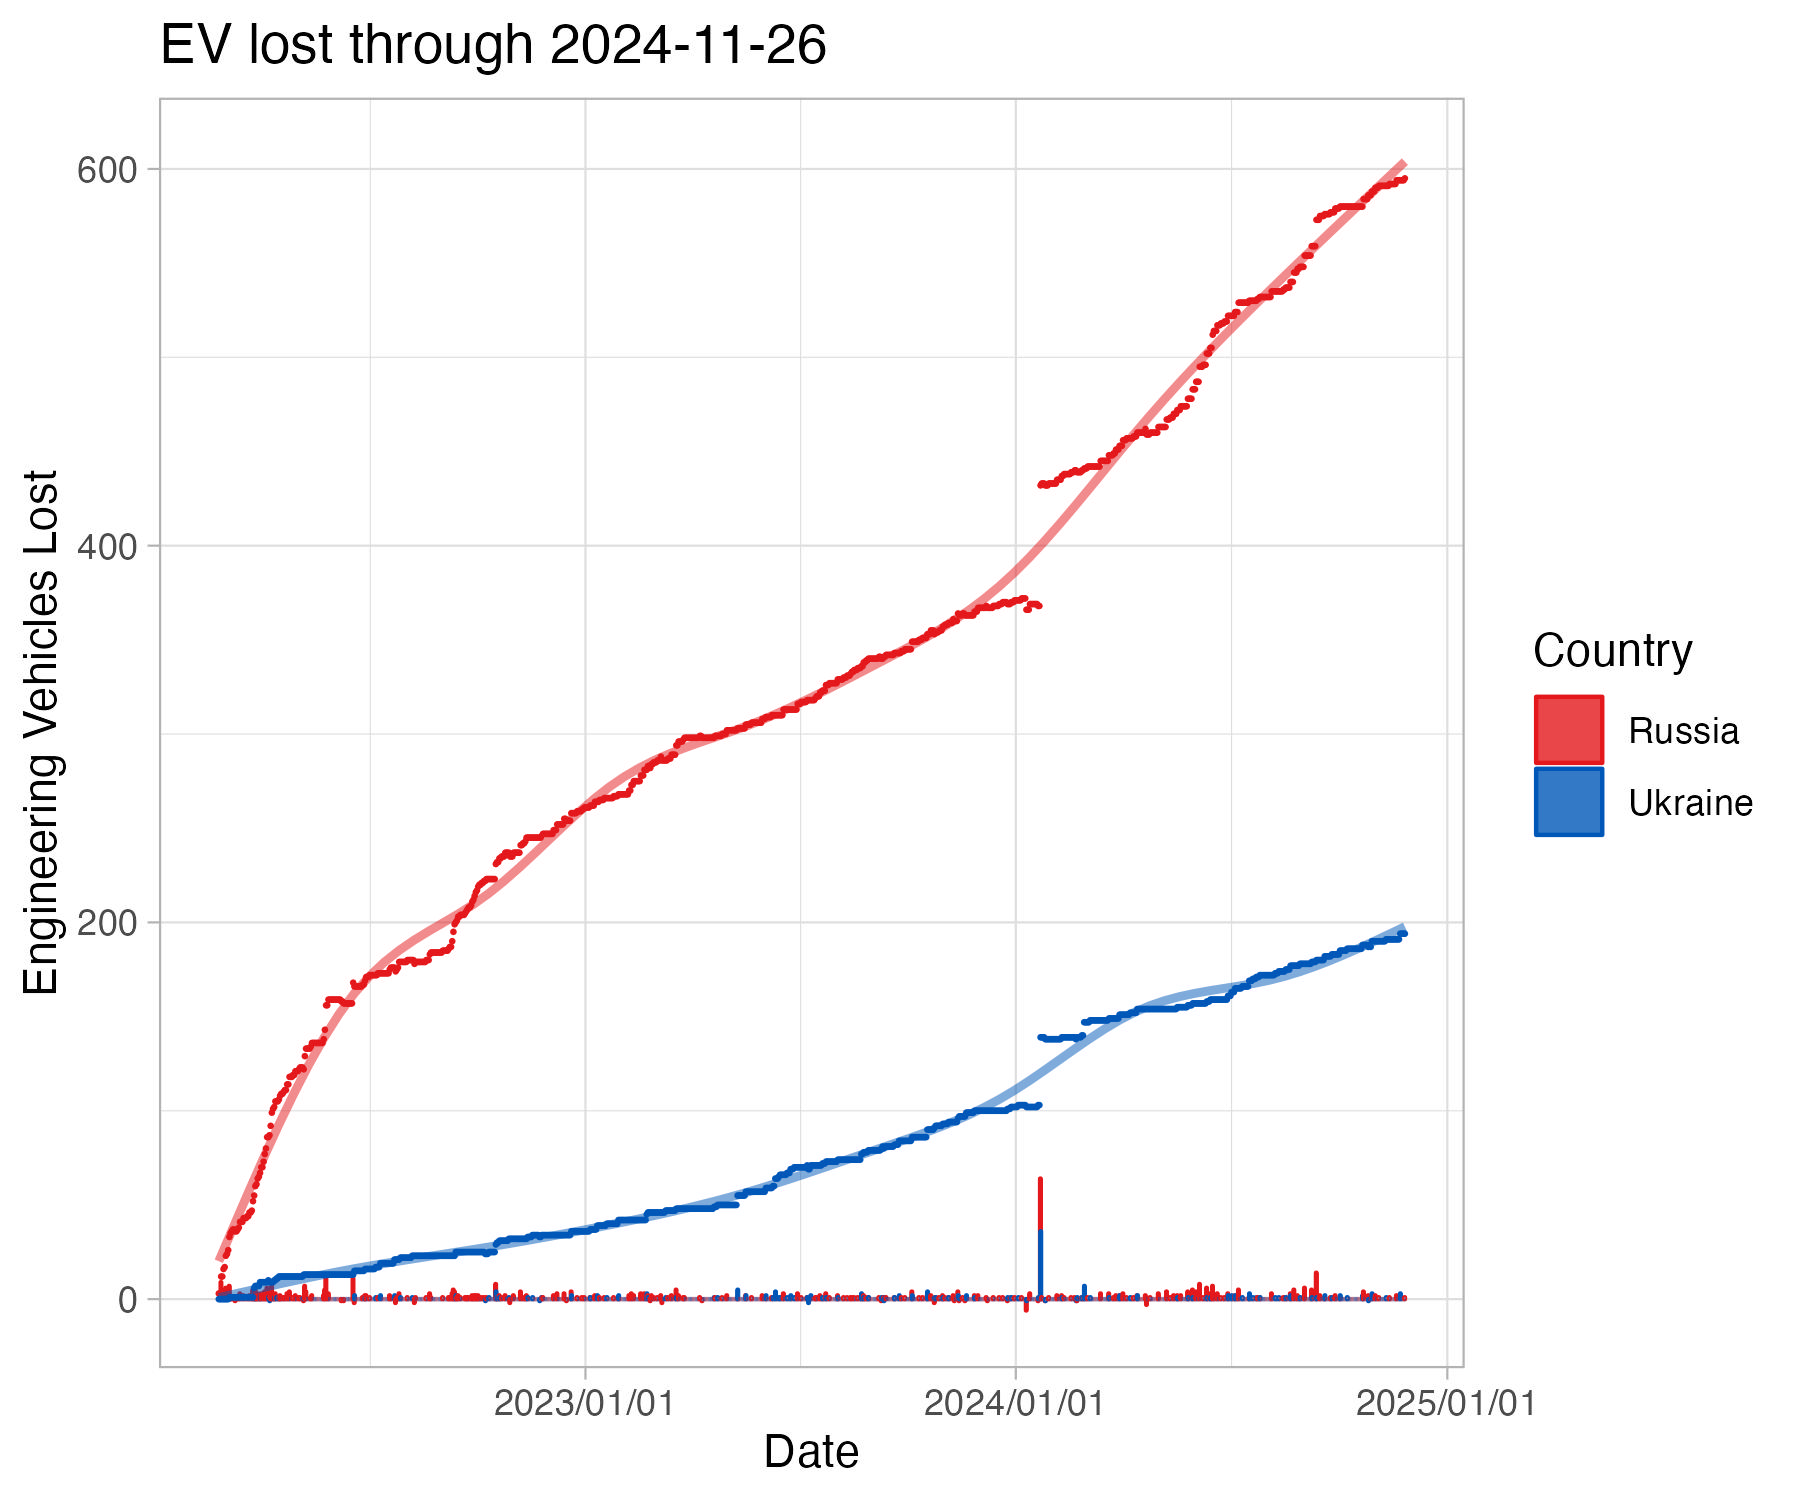 EV lost through 2024-11-26
Engineering Vehicles Lost
600
400
200
0
2023/01/01
2024/01/01
2025/01/01
Date
Country
Russia
Ukraine